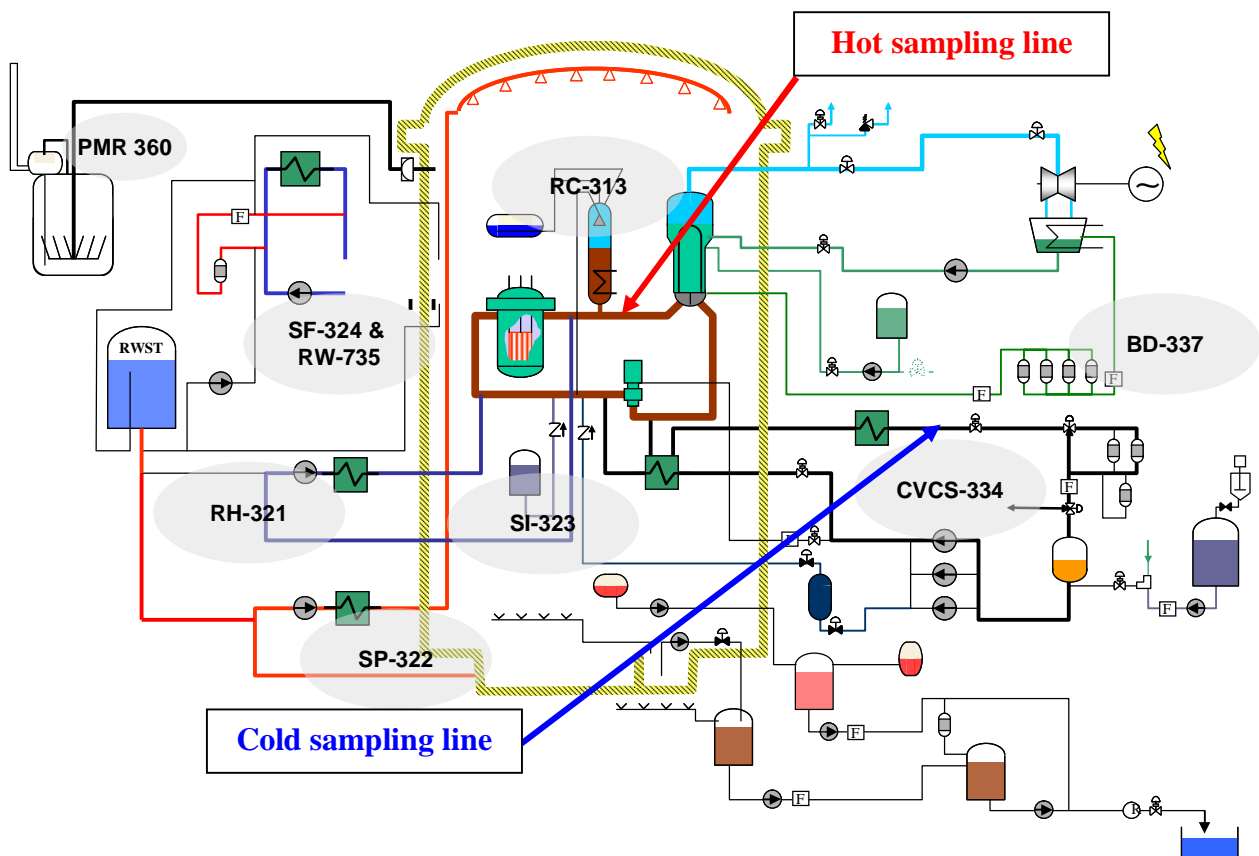 Hot sampling line
PMR 360
RC-313
F
SF-324 &
RW-735
RWST
BD-337
F
F
CVCS-334
F
RH-321
SI-323
F
F
SP-322
Cold sampling line
F
F
R